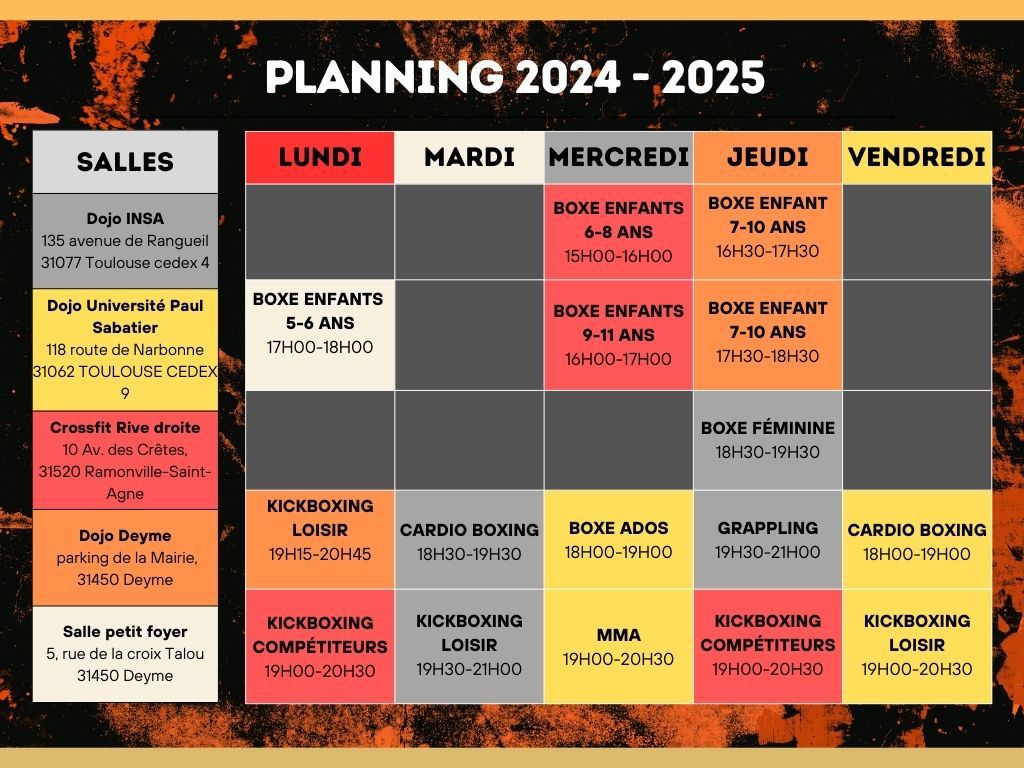 PLANNING 2024 - 2025
SALLES
Dojo INSA
135 avenue de Rangueil
31077 Toulouse cedex 4
Dojo Université Paul
Sabatier
118 route de Narbonne
31062 TOULOUSE CEDEX
9
Crossfit Rive droite
10 Av. des Crêtes,
31520 Ramonville-Saint-
Agne
Dojo Deyme
parking de la Mairie,
31450 Deyme
Salle petit foyer
5, rue de la croix Talou
31450 Deyme
LUNDI
MARDI
MERCREDI
JEUDI
VENDREDI
BOXE ENFANTS
6-8 ANS
15H00-16H00
BOXE ENFANT
7-10 ANS
16H30-17H30
BOXE ENFANTS
5-6 ANS
17H00-18H00
BOXE ENFANTS
9-11 ANS
16H00-17H00
BOXE ENFANT
7-10 ANS
17H30-18H30
BOXE FÉMININE
18H30-19H30
KICKBOXING
LOISIR
19H15-20H45
CARDIO BOXING
18H30-19H30
BOXE ADOS
18H00-19H00
GRAPPLING
19H30-21H00
CARDIO BOXING
18H00-19H00
KICKBOXING
COMPÉTITEURS
19H00-20H30
KICKBOXING
LOISIR
19H30-21H00
MMA
19H00-20H30
KICKBOXING
COMPÉTITEURS
19H00-20H30
KICKBOXING
LOISIR
19H00-20H30